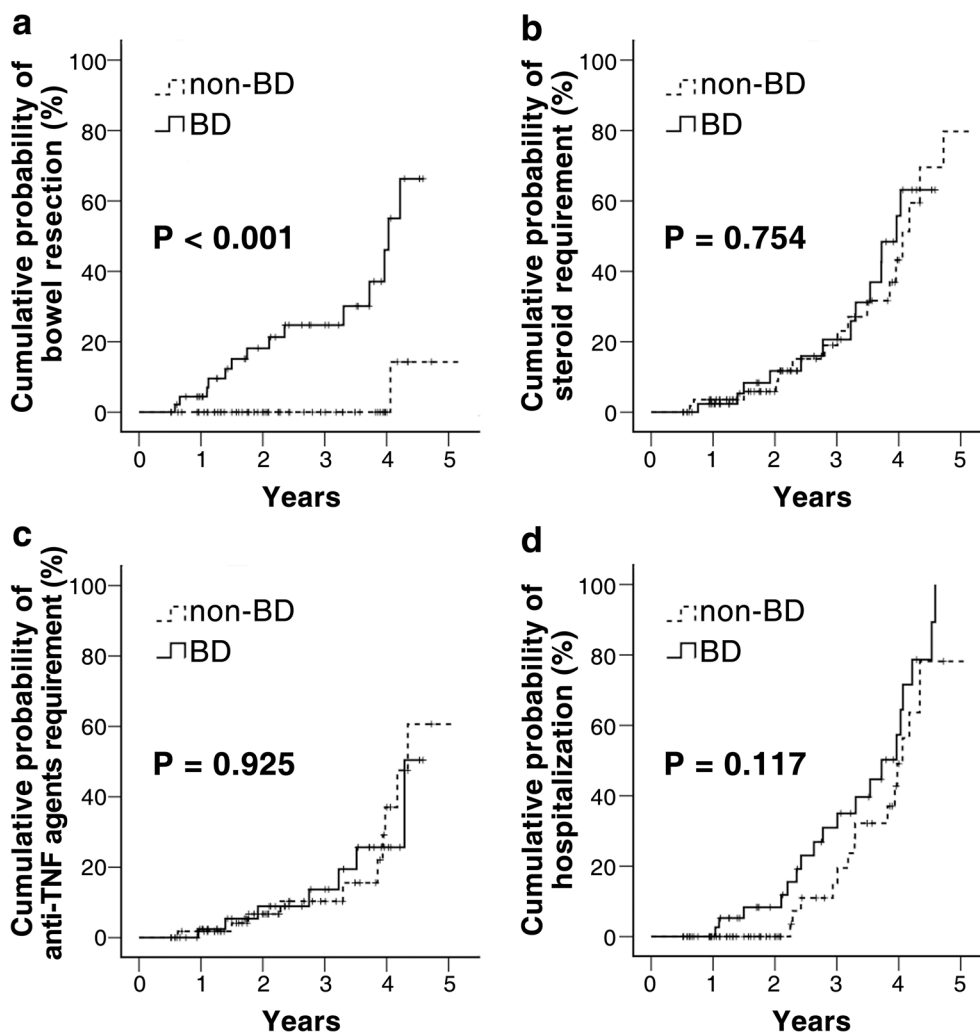 a
Cumulative probability of
bowel resection (%)
100
80
60
40
20
0
non-BD
BD
P < 0.001
0 1 2 3 4 5
Years
b
Cumulative probability of
steroid requirement (%)
100
80
60
40
20
0
non-BD
BD
P = 0.754
0 1 2 3 4 5
Years
c
Cumulative probability of
anti-TNF agents requirement (%)
100
80
60
40
20
0
non-BD
BD
P = 0.925
0 1 2 3 4 5
Years
d
Cumulative probability of
hospitalization (%)
100
80
60
40
20
0
non-BD
BD
P = 0.117
0 1 2 3 4 5
Years